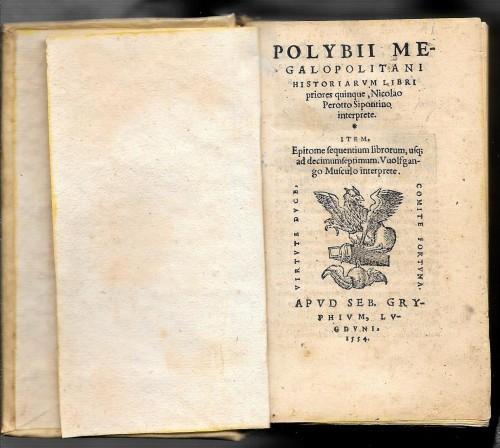 POLYBII ME-
GALOPOLITANI
HISTORIARVM LIBRI
priores quinque, Nicolao
Perotto Sipontino
interprete.
*
ITEM,
Epitome ſequentium librorum, uſq;
ad decimumſeptimum. Vuolfgan-
go Muſculo interprete.
VIRTVTE DVCE,
COMITE FORTVNA.
APVD SEB. GRY-
PHIVM, LV-
GDVNI,
1554.